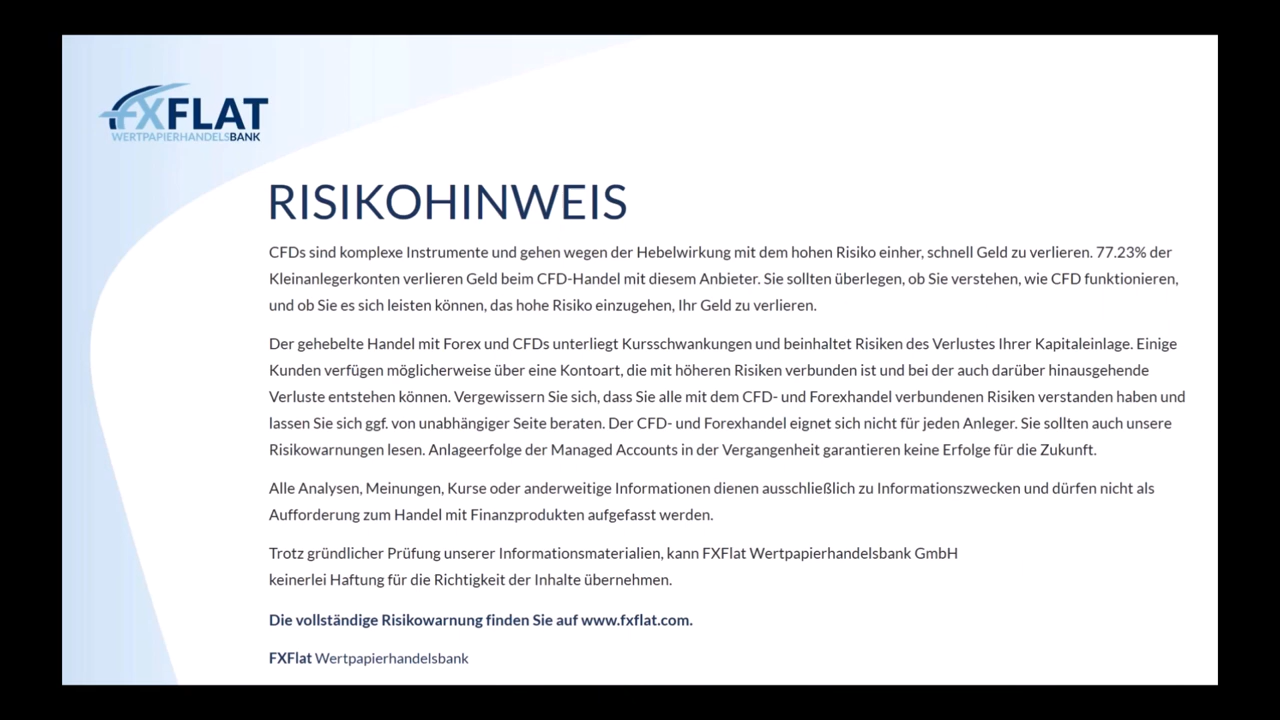 FXFLAT
WERTPAPIERHANDELSBANK
RISIKOHINWEIS
CFDs sind komplexe Instrumente und gehen wegen der Hebelwirkung mit dem hohen Risiko einher, schnell Geld zu verlieren. 77.23% der
Kleinanlegerkonten verlieren Geld beim CFD-Handel mit diesem Anbieter. Sie sollten überlegen, ob Sie verstehen, wie CFD funktionieren,
und ob Sie es sich leisten können, das hohe Risiko einzugehen, Ihr Geld zu verlieren.
Der gehebelte Handel mit Forex und CFDs unterliegt Kursschwankungen und beinhaltet Risiken des Verlustes Ihrer Kapitaleinlage. Einige
Kunden verfügen möglicherweise über eine Kontoart, die mit höheren Risiken verbunden ist und bei der auch darüber hinausgehende
Verluste entstehen können. Vergewissern Sie sich, dass Sie alle mit dem CFD- und Forexhandel verbundenen Risiken verstanden haben und
lassen Sie sich ggf. von unabhängiger Seite beraten. Der CFD- und Forexhandel eignet sich nicht für jeden Anleger. Sie sollten auch unsere
Risikowarnungen lesen. Anlageerfolge der Managed Accounts in der Vergangenheit garantieren keine Erfolge für die Zukunft.
Alle Analysen, Meinungen, Kurse oder anderweitige Informationen dienen ausschließlich zu Informationszwecken und dürfen nicht als
Aufforderung zum Handel mit Finanzprodukten aufgefasst werden.
Trotz gründlicher Prüfung unserer Informationsmaterialien, kann FXFlat Wertpapierhandelsbank GmbH
keinerlei Haftung für die Richtigkeit der Inhalte übernehmen.
Die vollständige Risikowarnung finden Sie auf www.fxflat.com.
FXFlat Wertpapierhandelsbank